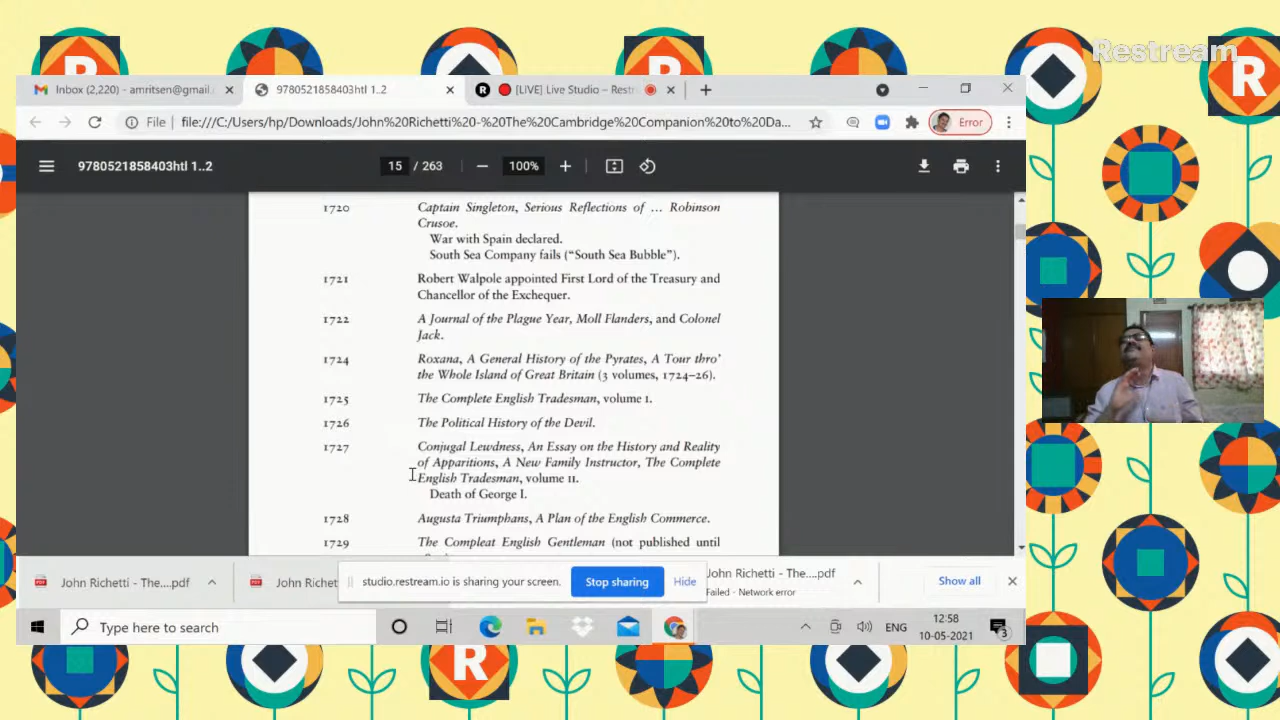 Restream
R
R
R
Inbox (2,220) - amritsen@gmail.
9780521858403htl 1..2
R
[LIVE] Live Studio – Restr
File
file:///C:/Users/hp/Downloads/John%20Richetti%20-%20The%20Cambridge%20Companion%20to%20Da...
Error
9780521858403htl 1..2
15 / 263
100%
1720 Captain Singleton, Serious Reflections of ... Robinson
Crusoe.
War with Spain declared.
South Sea Company fails (“South Sea Bubble”).
1721 Robert Walpole appointed First Lord of the Treasury and
Chancellor of the Exchequer.
1722 A Journal of the Plague Year, Moll Flanders, and Colonel
Jack.
1724 Roxana, A General History of the Pyrates, A Tour thro’
the Whole Island of Great Britain (3 volumes, 1724–26).
1725 The Complete English Tradesman, volume I.
1726 The Political History of the Devil.
1727 Conjugal Lewdness, An Essay on the History and Reality
of Apparitions, A New Family Instructor, The Complete
English Tradesman, volume II.
Death of George I.
1728 Augusta Triumphans, A Plan of the English Commerce.
1729 The Compleat English Gentleman (not published until
John Richetti - The....pdf
John Richet
studio.restream.io is sharing your screen.
Stop sharing
Hide
John Richetti - The....pdf
Failed - Network error
Show all
Type here to search
ENG
12:58
10-05-2021
3
R